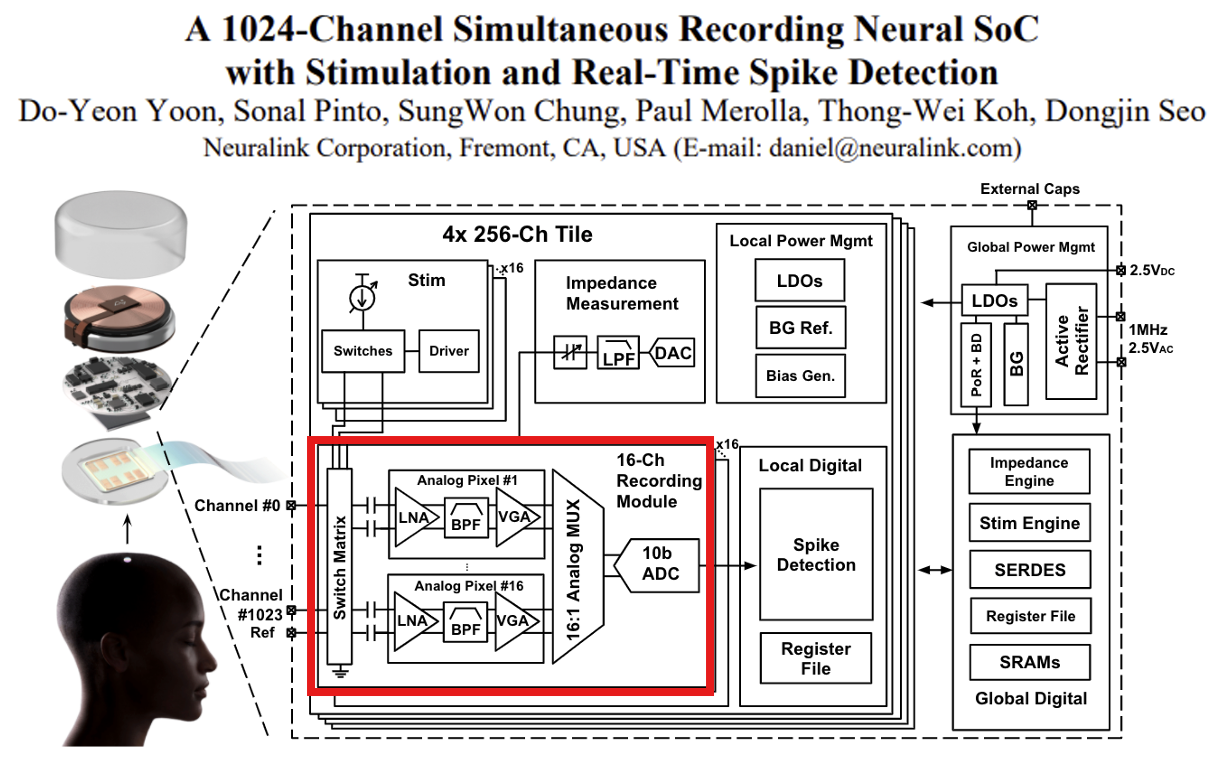 A 1024-Channel Simultaneous Recording Neural SoC
with Stimulation and Real-Time Spike Detection
Do-Yeon Yoon, Sonal Pinto, SungWon Chung, Paul Merolla, Thong-Wei Koh, Dongjin Seo
Neuralink Corporation, Fremont, CA, USA (E-mail: daniel@neuralink.com)
External Caps
4x 256-Ch Tile
Stim
x16
Switches
Driver
Impedance
Measurement
LPF
DAC
Local Power Mgmt
LDOs
BG Ref.
Bias Gen.
Global Power Mgmt
LDOs
PoR + BD
BG
Active
Rectifier
2.5VDC
1MHz
2.5VAC
Channel #0
Channel
#1023
Ref
Switch Matrix
Analog Pixel #1
LNA
BPF
VGA
Analog Pixel #16
LNA
BPF
VGA
16:1 Analog MUX
16-Ch
Recording
Module
x16
10b
ADC
Local Digital
Spike
Detection
Register
File
Impedance
Engine
Stim Engine
SERDES
Register File
SRAMs
Global Digital